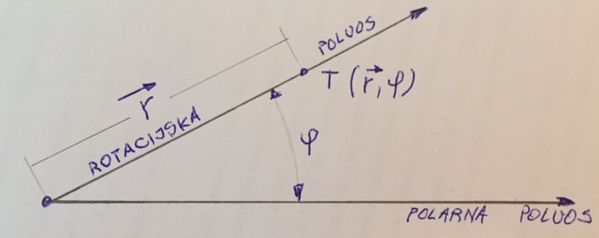 ROTACIJSKA POLUOS
r⃗
T (r⃗, φ)
φ
POLARNA POLUOS